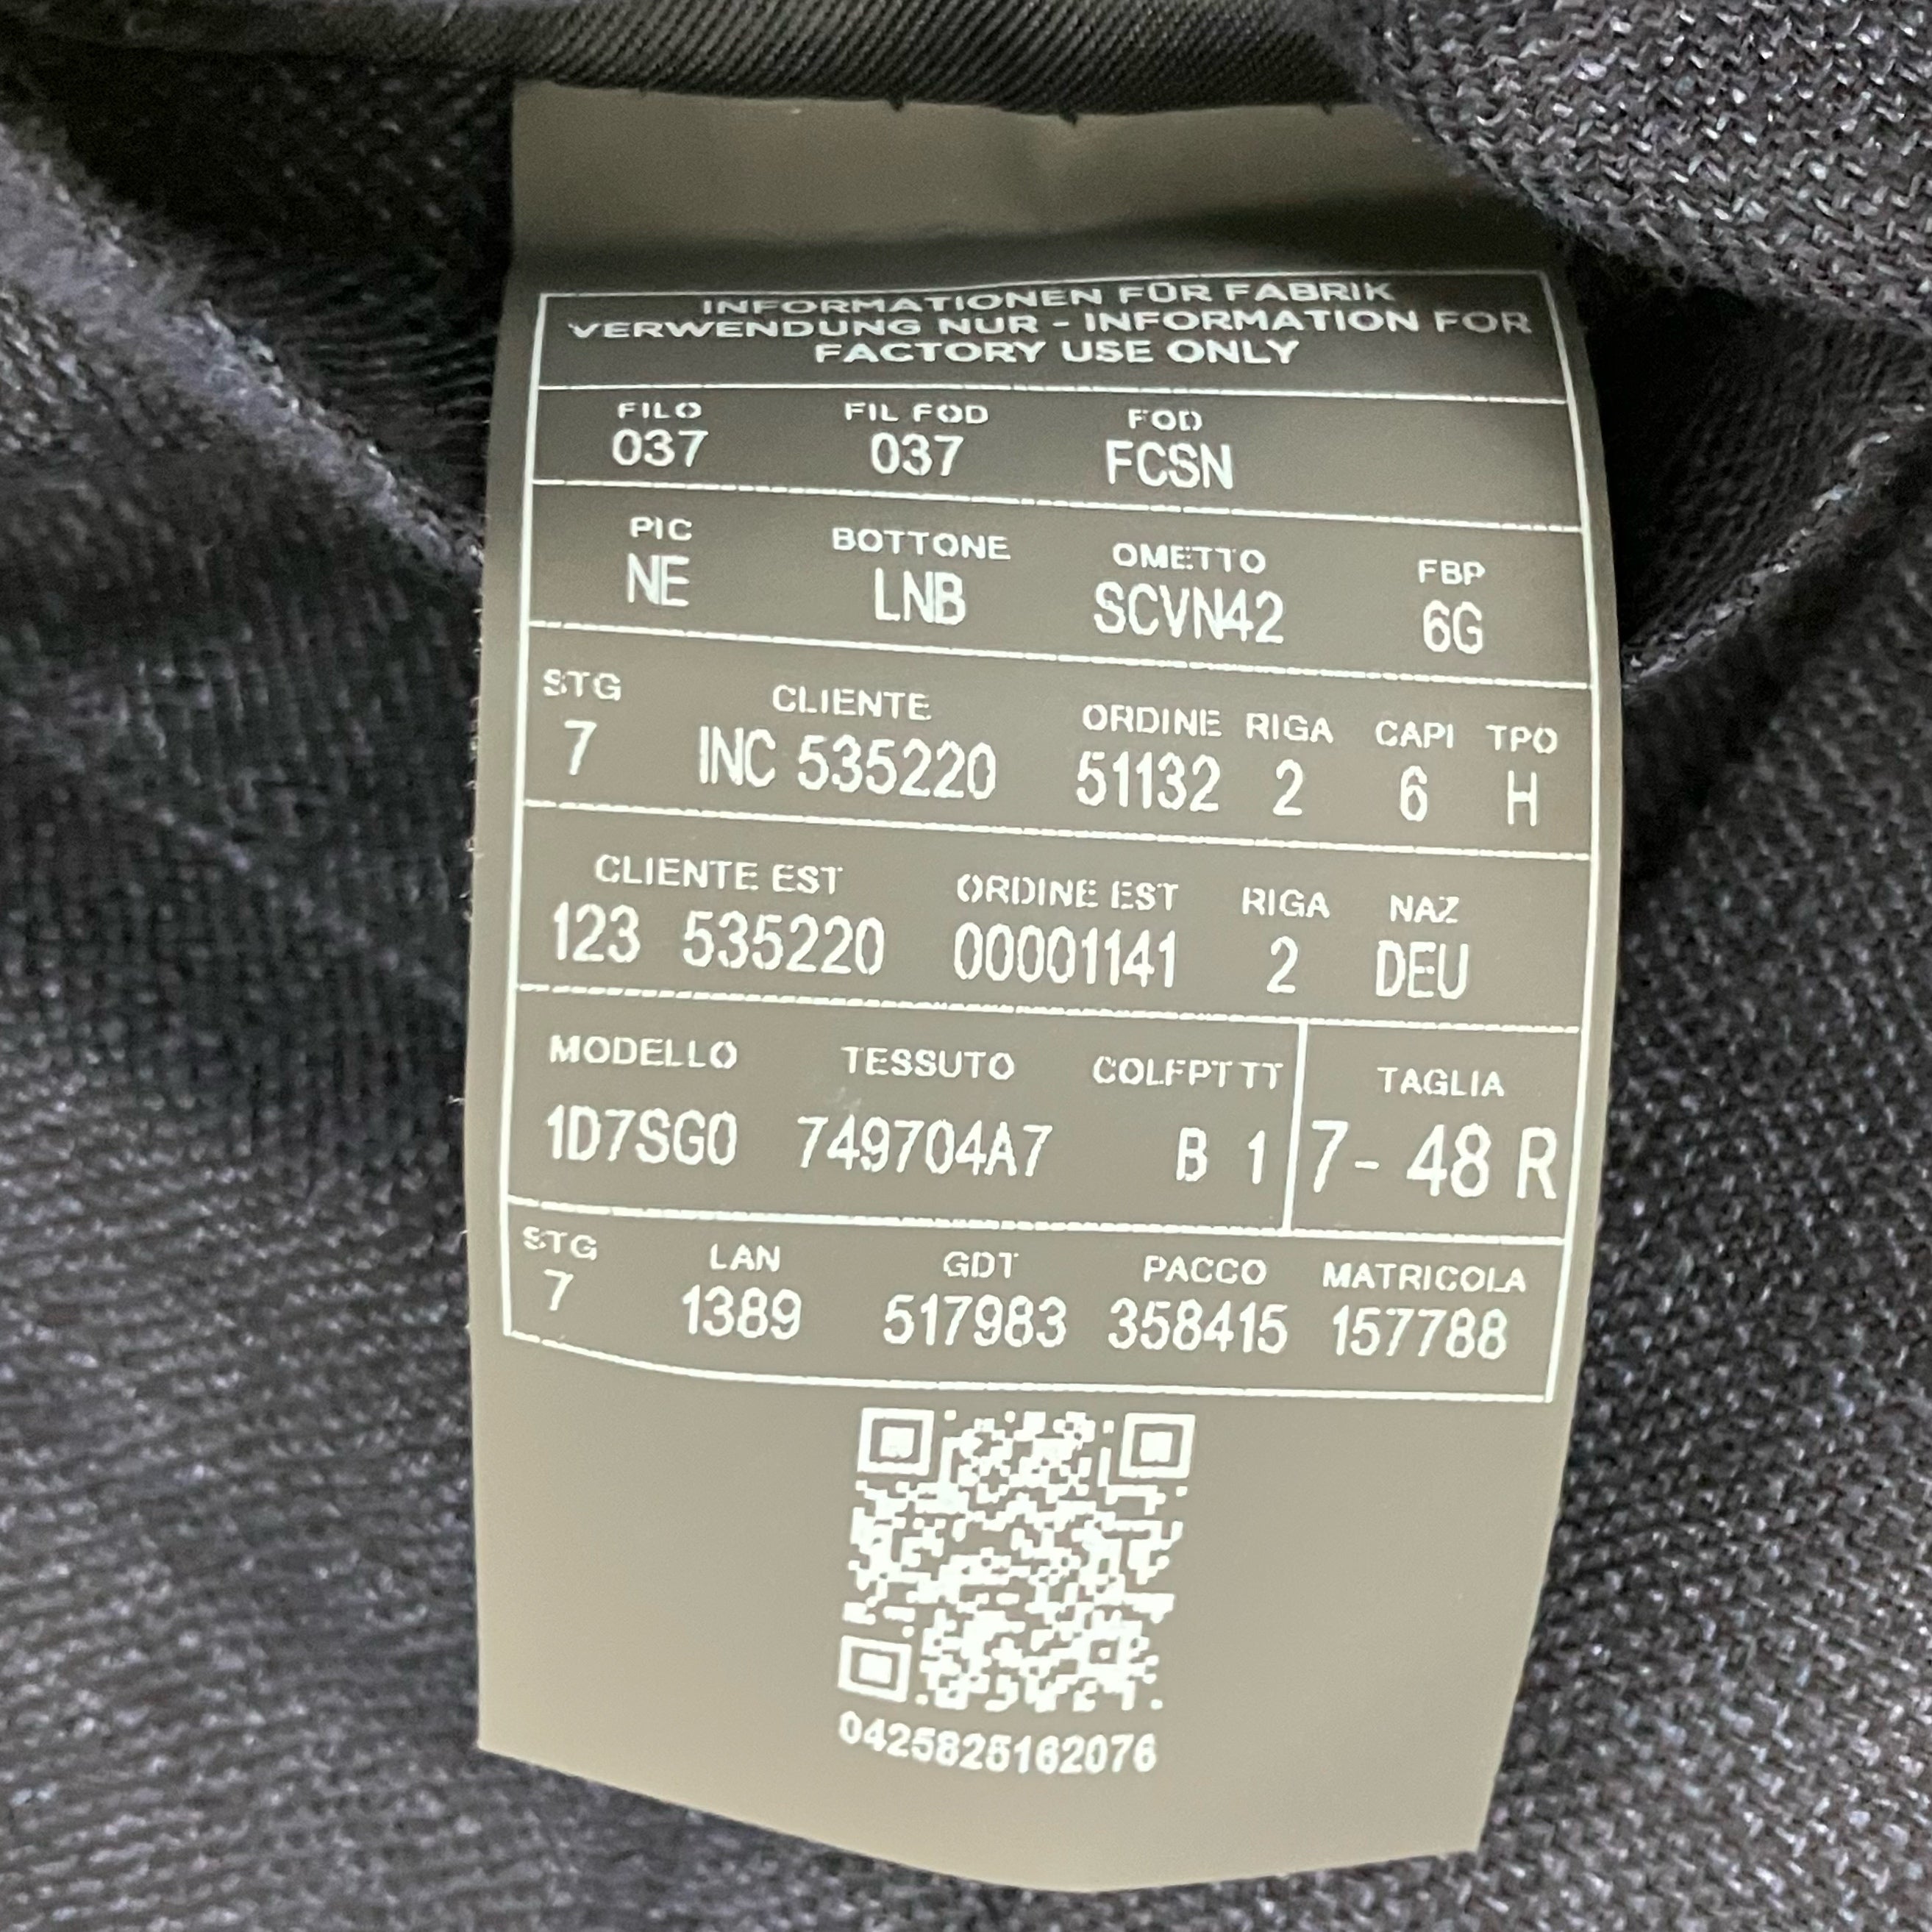 INFORMATIONEN FÜR FABRIK
VERWENDUNG NUR - INFORMATION FOR
FACTORY USE ONLY
FILO FIL FOD FOD
037 037 FCSN
PIC BOTTONE OMETTO FBP
NE LNB SCVN42 6G
STG CLIENTE ORDINE RIGA CAPI TPO
7 INC 535220 51132 2 6 H
CLIENTE EST ORDINE EST RIGA NAZ
123 535220 00001141 2 DEU
MODELLO TESSUTO COLFPT TT TAGLIA
1D7SG0 749704A7 B 1 7- 48 R
STG LAN GDT PACCO MATRICOLA
7 1389 517983 358415 157788
0425825162076